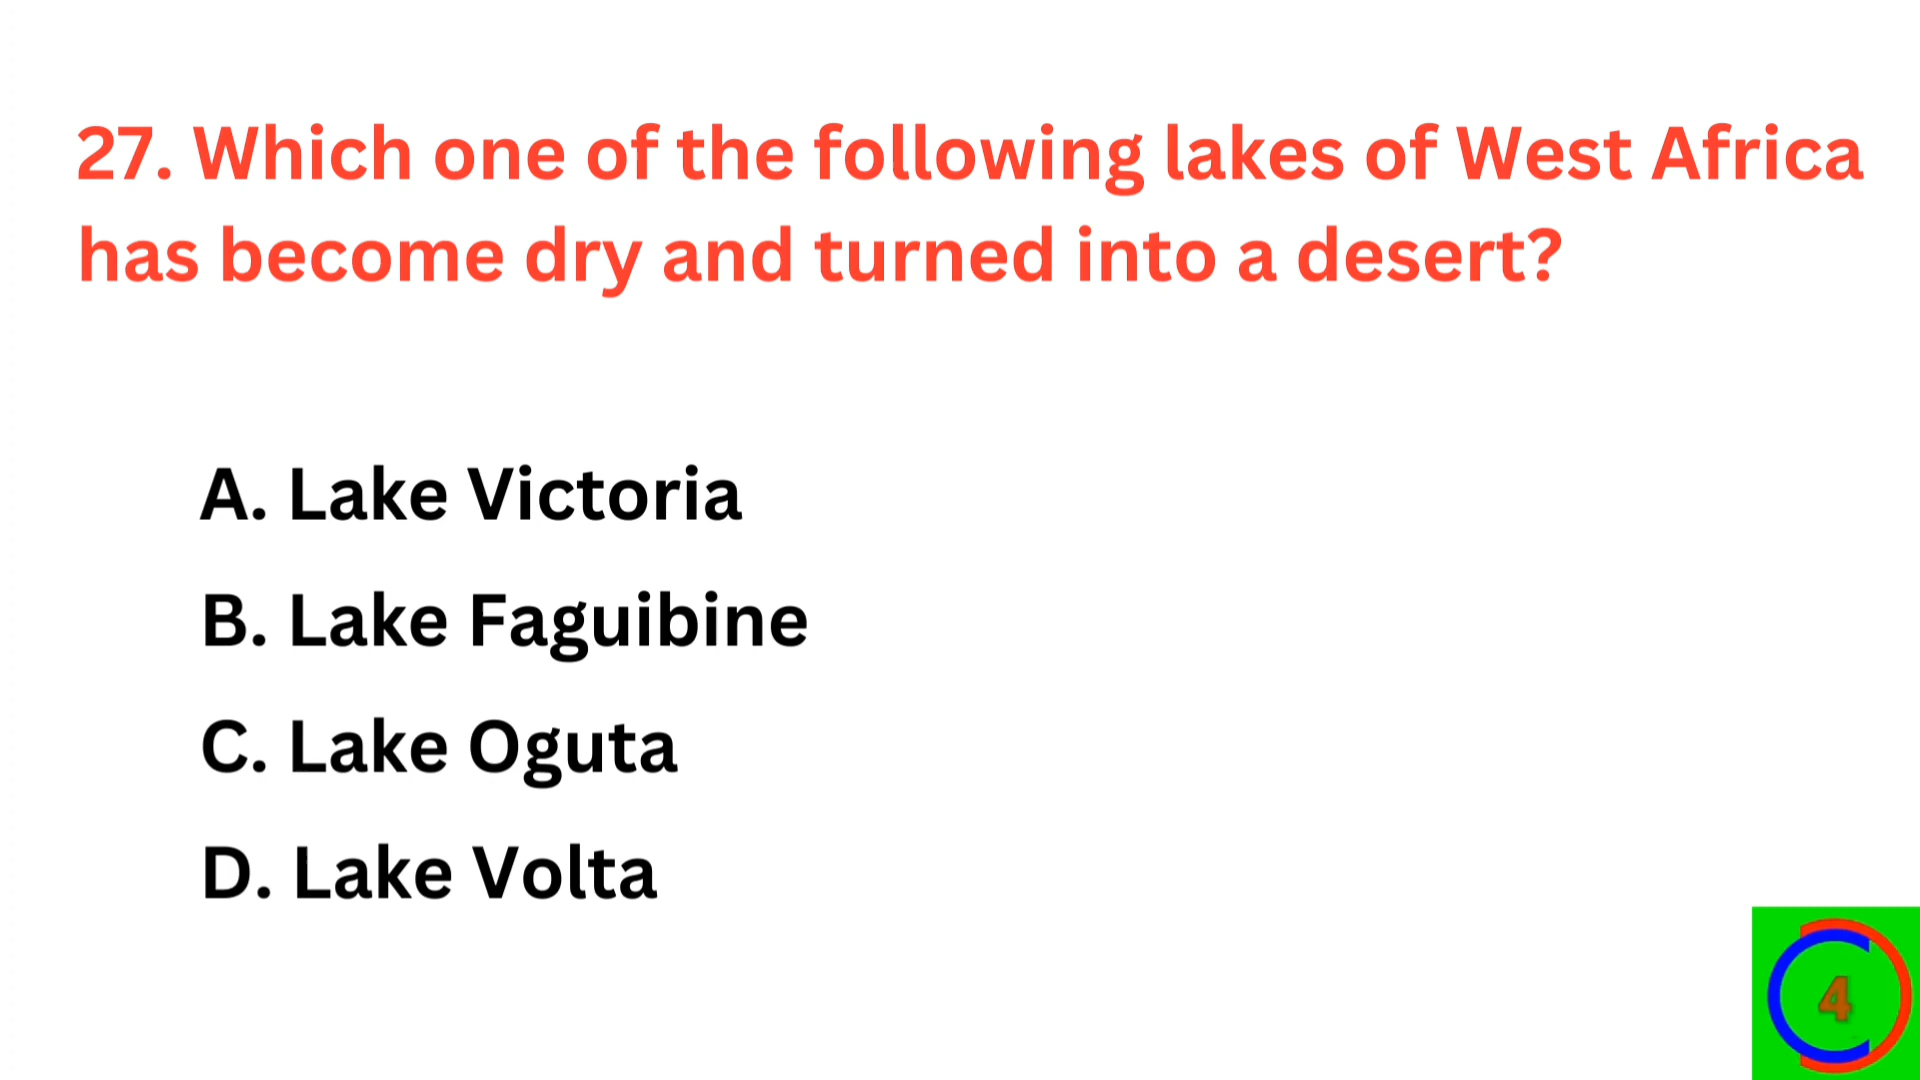 27. Which one of the following lakes of West Africa
has become dry and turned into a desert?
A. Lake Victoria
B. Lake Faguibine
C. Lake Oguta
D. Lake Volta
4